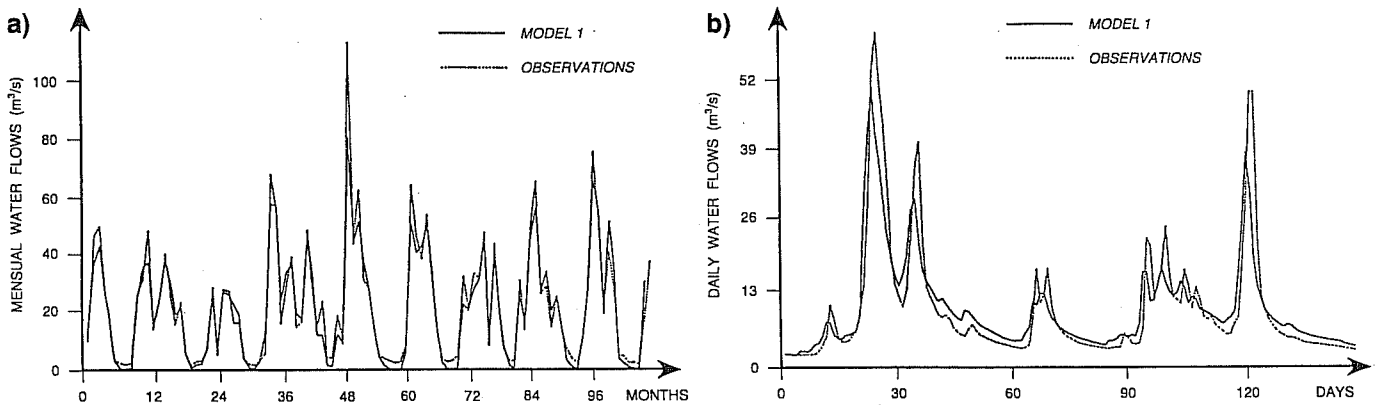 a)
MENSUAL WATER FLOWS (m³/s)
MODEL 1
OBSERVATIONS
100
80
60
40
20
0
0 12 24 36 48 60 72 84 96 MONTHS
b)
DAILY WATER FLOWS (m³/s)
MODEL 1
OBSERVATIONS
52
39
26
13
0
0 30 60 90 120 DAYS